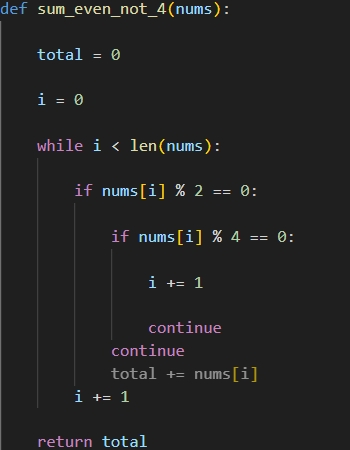 def sum_even_not_4(nums):
    total = 0
    i = 0
    while i < len(nums):
        if nums[i] % 2 == 0:
            if nums[i] % 4 == 0:
                i += 1
                continue
            continue
            total += nums[i]
        i += 1
    return total